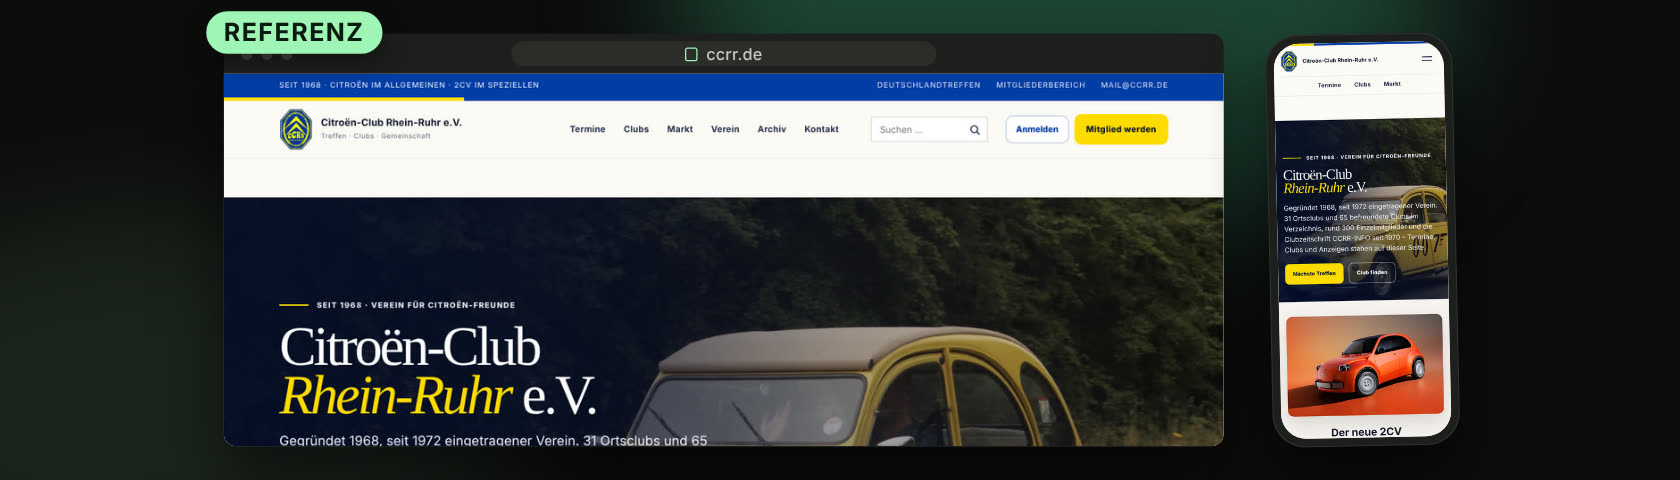 REFERENZ
ccrr.de
SEIT 1968 · CITROËN IM ALLGEMEINEN · 2CV IM SPEZIELLEN
DEUTSCHLANDTREFFEN MITGLIEDERBEREICH MAIL@CCRR.DE
CCRR
Citroën-Club Rhein-Ruhr e.V.
Treffen · Clubs · Gemeinschaft
Termine Clubs Markt Verein Archiv Kontakt
Suchen ...
Anmelden
Mitglied werden
SEIT 1968 · VEREIN FÜR CITROËN-FREUNDE
Citroën-Club
Rhein-Ruhr e.V.
Gegründet 1968, seit 1972 eingetragener Verein. 31 Ortsclubs und 65
Citroën-Club Rhein-Ruhr e.V.
Termine Clubs Markt
SEIT 1968 · VEREIN FÜR CITROËN-FREUNDE
Citroën-Club
Rhein-Ruhr e.V.
Gegründet 1968, seit 1972 eingetragener Verein.
31 Ortsclubs und 65 befreundete Clubs im
Verzeichnis, rund 300 Einzelmitglieder und die
Clubzeitschrift CCRR-INFO seit 1970 – Termine,
Clubs und Anzeigen stehen auf dieser Seite.
Nächste Treffen
Club finden
Der neue 2CV